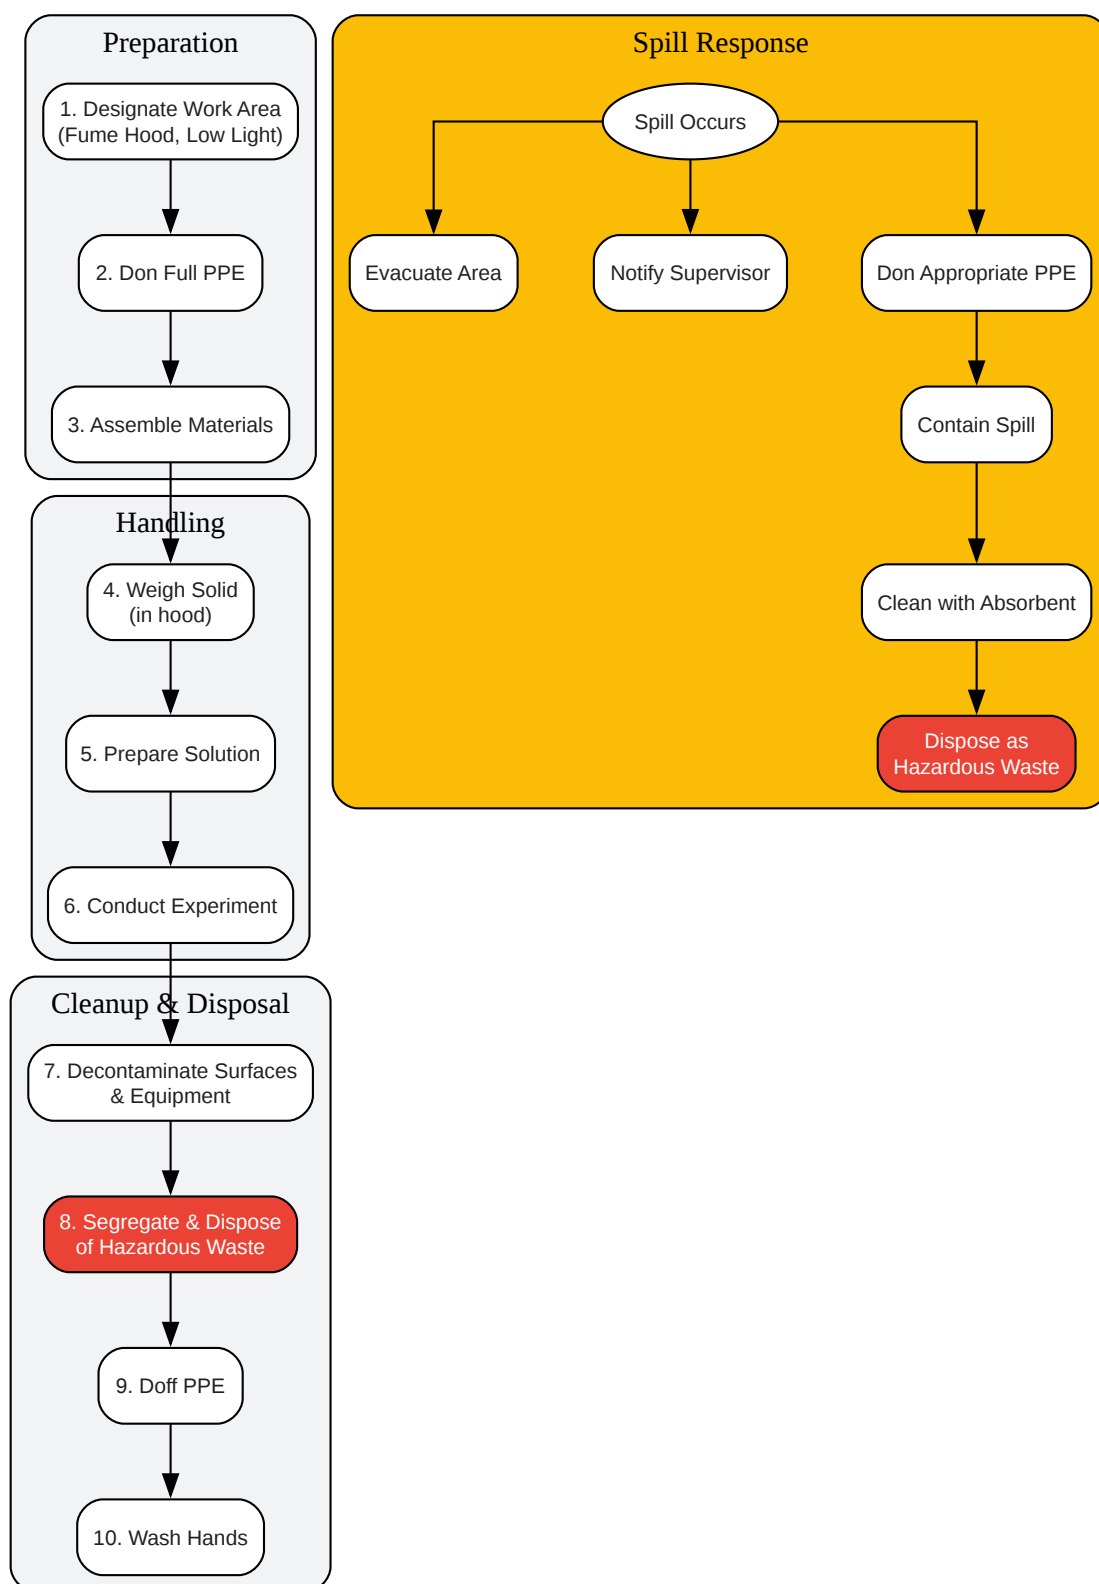 Preparation
1. Designate Work Area
(Fume Hood, Low Light)
2. Don Full PPE
3. Assemble Materials
Handling
4. Weigh Solid
(in hood)
5. Prepare Solution
6. Conduct Experiment
Cleanup & Disposal
7. Decontaminate Surfaces
& Equipment
8. Segregate & Dispose
of Hazardous Waste
9. Doff PPE
10. Wash Hands
Spill Response
Spill Occurs
Evacuate Area
Notify Supervisor
Don Appropriate PPE
Contain Spill
Clean with Absorbent
Dispose as
Hazardous Waste